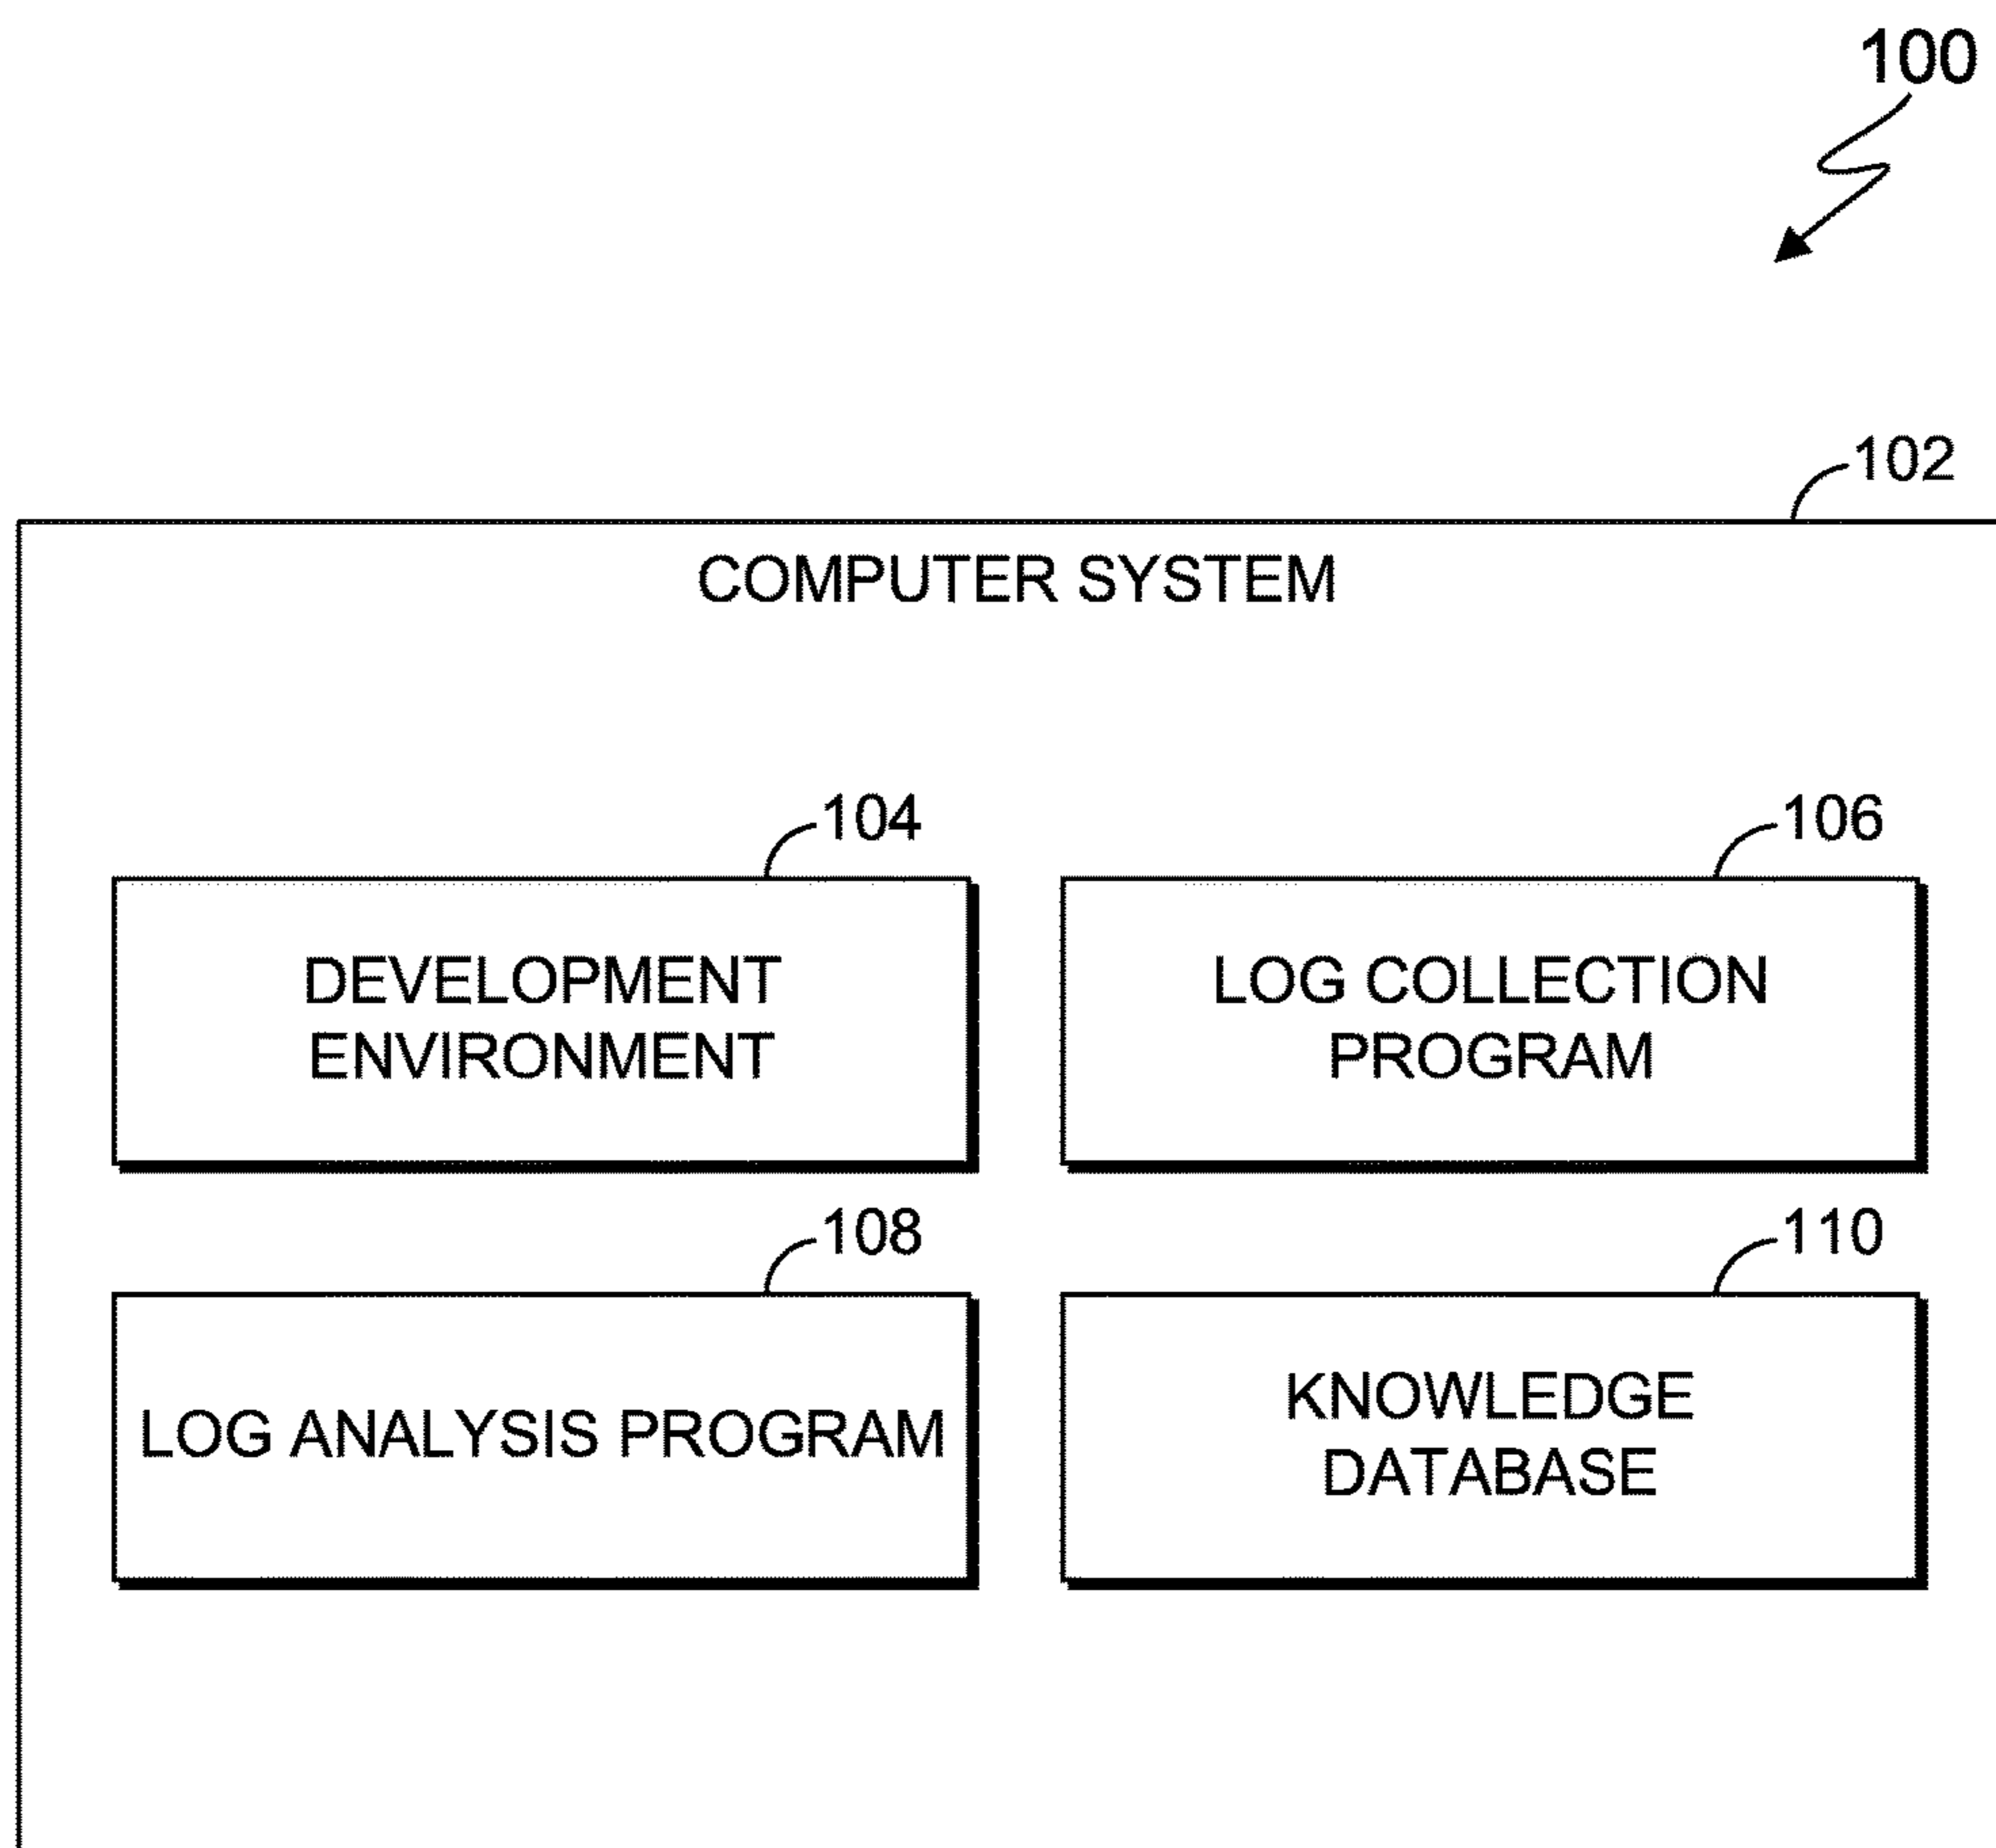 100
102
COMPUTER SYSTEM
104
DEVELOPMENT
ENVIRONMENT
106
LOG COLLECTION
PROGRAM
108
LOG ANALYSIS PROGRAM
110
KNOWLEDGE
DATABASE